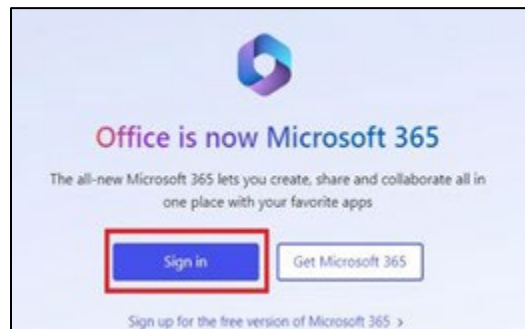 Office is now Microsoft 365
The all-new Microsoft 365 lets you create, share and collaborate all in
one place with your favorite apps
Sign in
Get Microsoft 365
Sign up for the free version of Microsoft 365 >